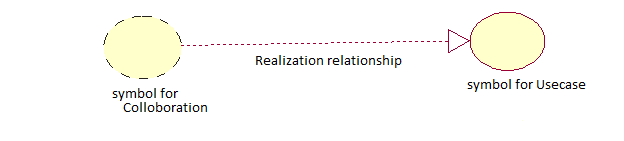 Realization relationship
symbol for
Colloboration
symbol for Usecase